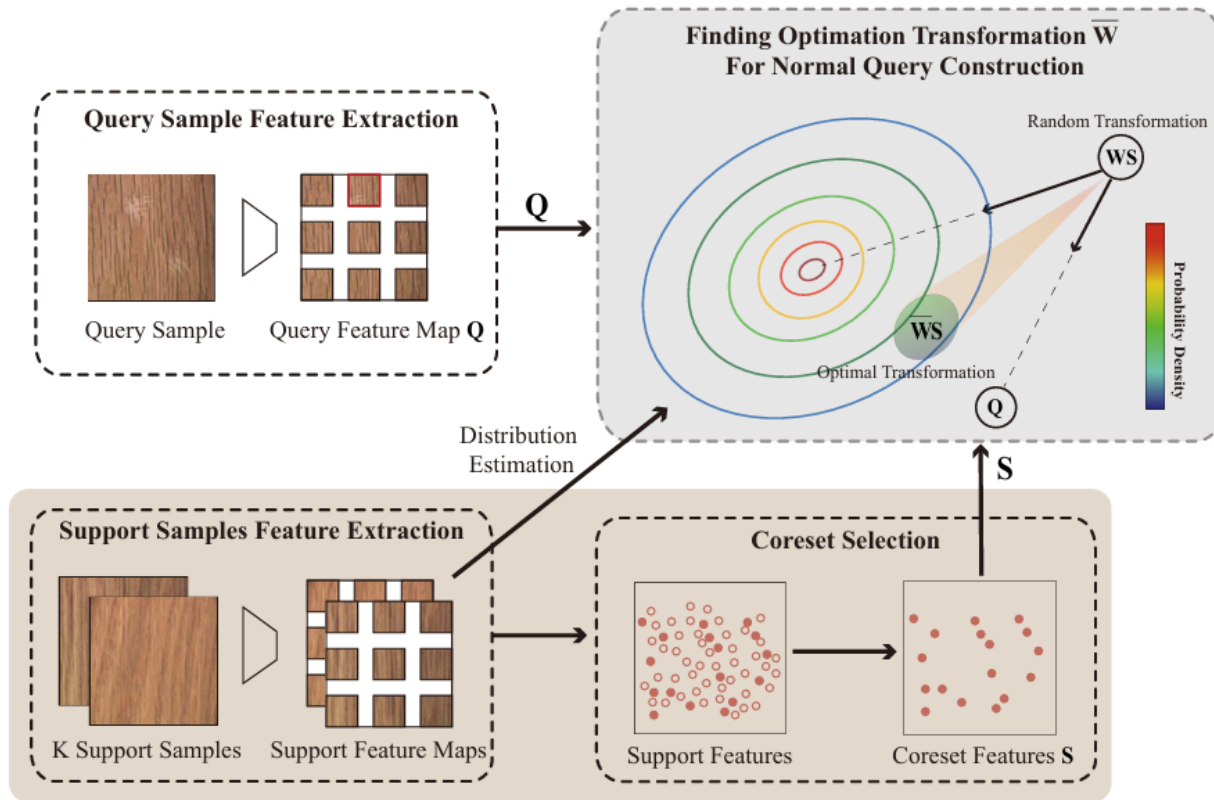 Finding Optimation Transformation W̅
For Normal Query Construction
Query Sample Feature Extraction
Random Transformation
WS
Q
Query Sample
Query Feature Map Q
W̅S
Optimal Transformation
Q
Probability Density
Distribution
Estimation
S
Support Samples Feature Extraction
Coreset Selection
K Support Samples
Support Feature Maps
Support Features
Coreset Features S